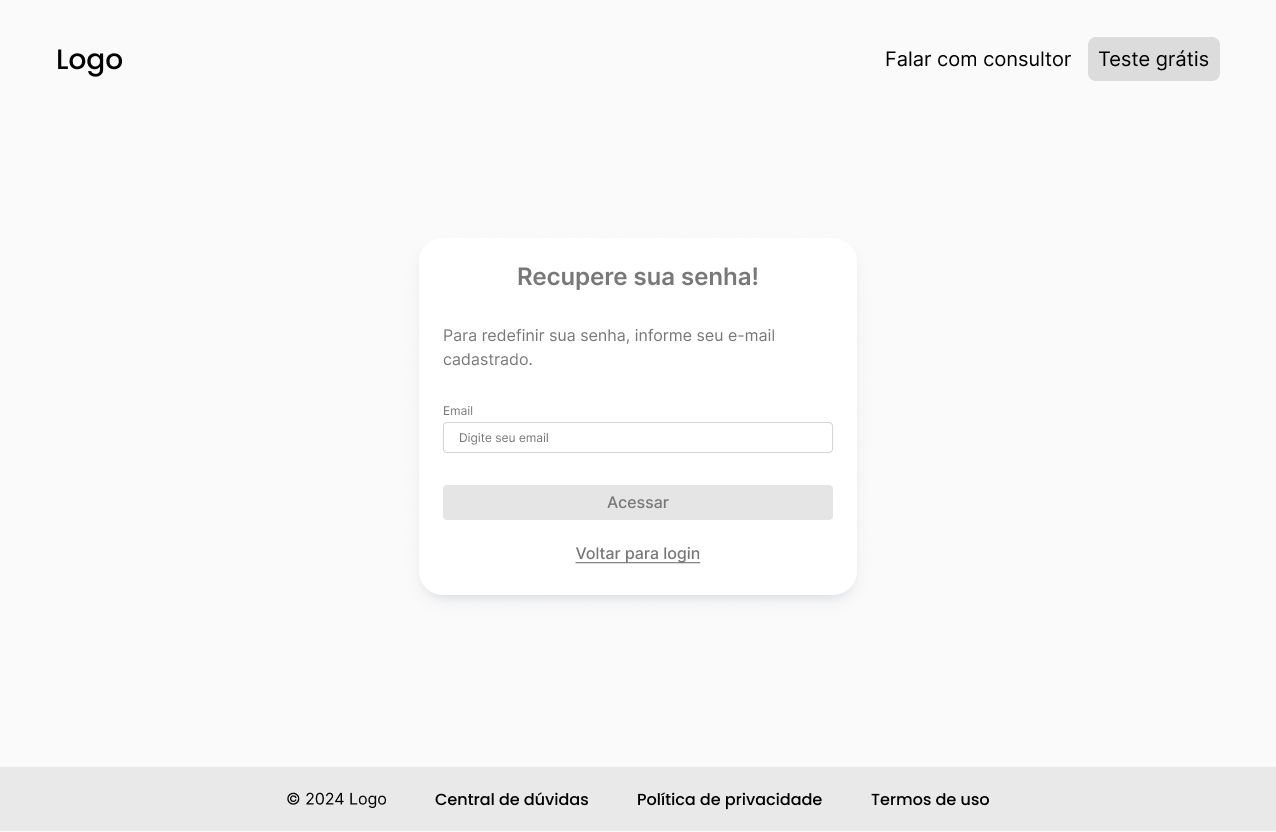 Logo
Falar com consultor
Teste grátis
Recupere sua senha!
Para redefinir sua senha, informe seu e-mail
cadastrado.
Email
Digite seu email
Acessar
Voltar para login
© 2024 Logo
Central de dúvidas
Política de privacidade
Termos de uso